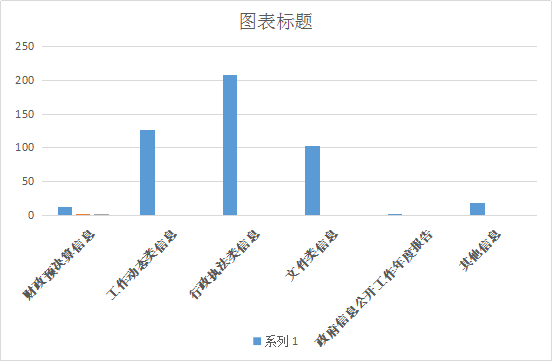 图表标题
250
200
150
100
50
0
财政预决算信息
工作动态类信息
行政执法类信息
文件类信息
政府信息公开工作年度报告
其他信息
系列 1